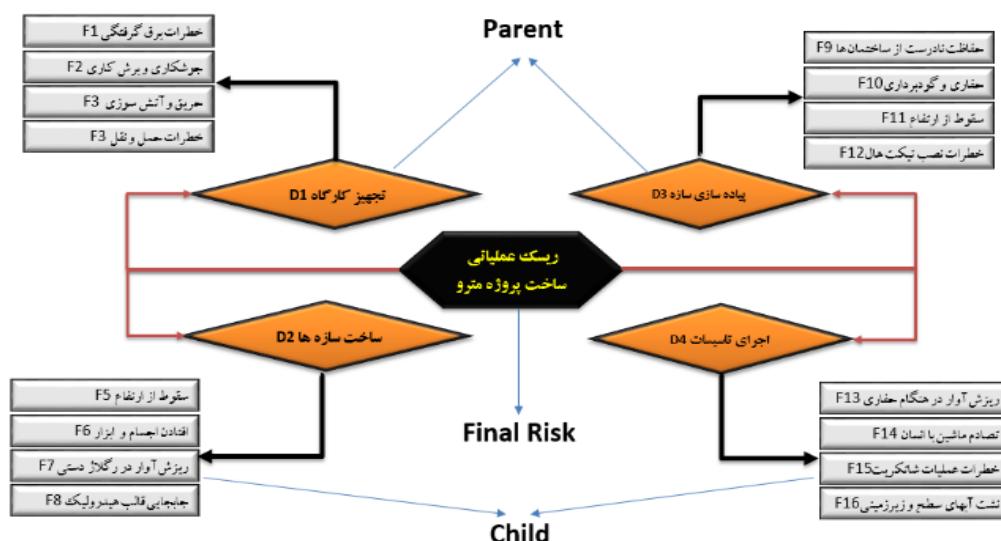 Parent
خطرات برق گرفتگی F1
جوشکاری و برش کاری F2
حریق و آتش سوزی F3
خطرات حمل و نقل F3
حفاظت نادرست از ساختمان‌ها F9
حفاری و گودبرداری F10
سقوط از ارتفاع F11
خطرات نصب تیکت هال F12
تجهیز کارگاه D1
پیاده سازی سازه D3
ریسک عملیاتی
ساخت پروژه مترو
ساخت سازه ها D2
اجرای تاسیسات D4
سقوط از ارتفاع F5
افتادن اجسام و ابزار F6
ریزش آوار در رگلاژ دستی F7
جابجایی قالب هیدرولیک F8
Final Risk
ریزش آوار در هنگام حفاری F13
تصادم ماشین با انسان F14
خطرات عملیات شاتکریت F15
نشت آبهای سطح و زیرزمینی F16
Child